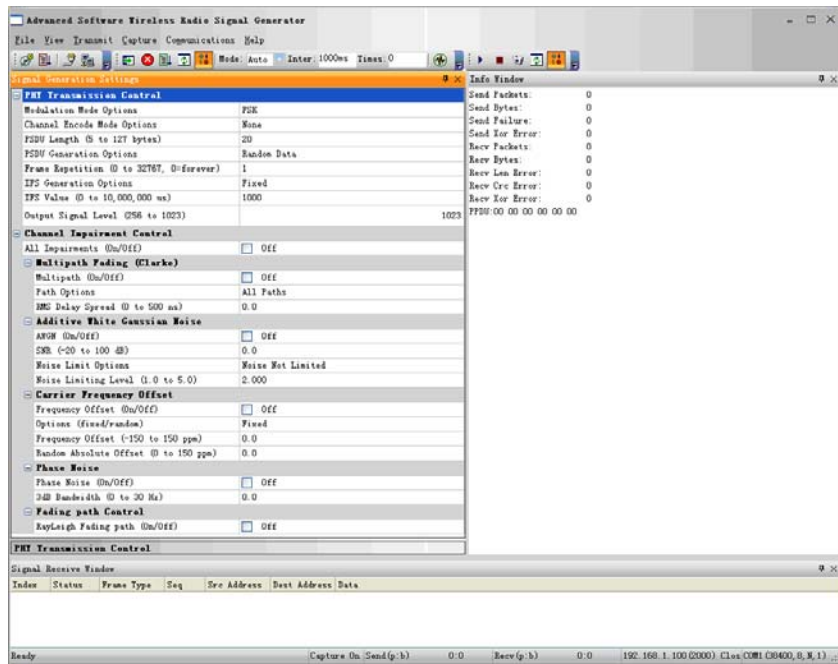 Advanced Software Wireless Radio Signal Generator
File View Transmit Capture Communications Help
Mode: Auto Inter: 1000ms Times: 0
Signal Generation Settings
PHY Transmission Control
Modulation Mode Options PSK
Channel Encode Mode Options None
PSDU Length (5 to 127 bytes) 20
PSDU Generation Options Random Data
Frame Repetition (0 to 32767, 0=forever) 1
IFS Generation Options Fixed
IFS Value (0 to 10,000,000 us) 1000
Output Signal Level (256 to 1023) 1023
Channel Impairment Control
All Impairments (On/Off) Off
Multipath Fading (Clarke)
Multipath (On/Off) Off
Path Options All Paths
RMS Delay Spread (0 to 500 ns) 0.0
Additive White Gaussian Noise
AWGN (On/Off) Off
SNR (-20 to 100 dB) 0.0
Noise Limit Options Noise Not Limited
Noise Limiting Level (1.0 to 5.0) 2.000
Carrier Frequency Offset
Frequency Offset (On/Off) Off
Options (fixed/random) Fixed
Frequency Offset (-150 to 150 ppm) 0.0
Random Absolute Offset (0 to 150 ppm) 0.0
Phase Noise
Phase Noise (On/Off) Off
3dB Bandwidth (0 to 30 Hz) 0.0
Fading path Control
RayLeigh Fading path (On/Off) Off
PHY Transmission Control
Info Window
Send Packets: 0
Send Bytes: 0
Send Failure: 0
Send Xor Error: 0
Recv Packets: 0
Recv Bytes: 0
Recv Len Error: 0
Recv Crc Error: 0
Recv Xor Error: 0
PPDU:00 00 00 00 00 00
Signal Receive Window
Index Status Frame Type Seq Src Address Dest Address Data
Ready Capture On Send(p:b) 0:0 Recv(p:b) 0:0 192.168.1.100(2000) Clos COM1(38400,8,N,1)